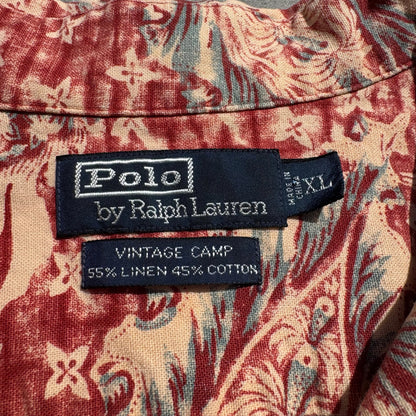 Polo
by Ralph Lauren
MADE IN
CHINA
XL
VINTAGE CAMP
55% LINEN 45% COTTON